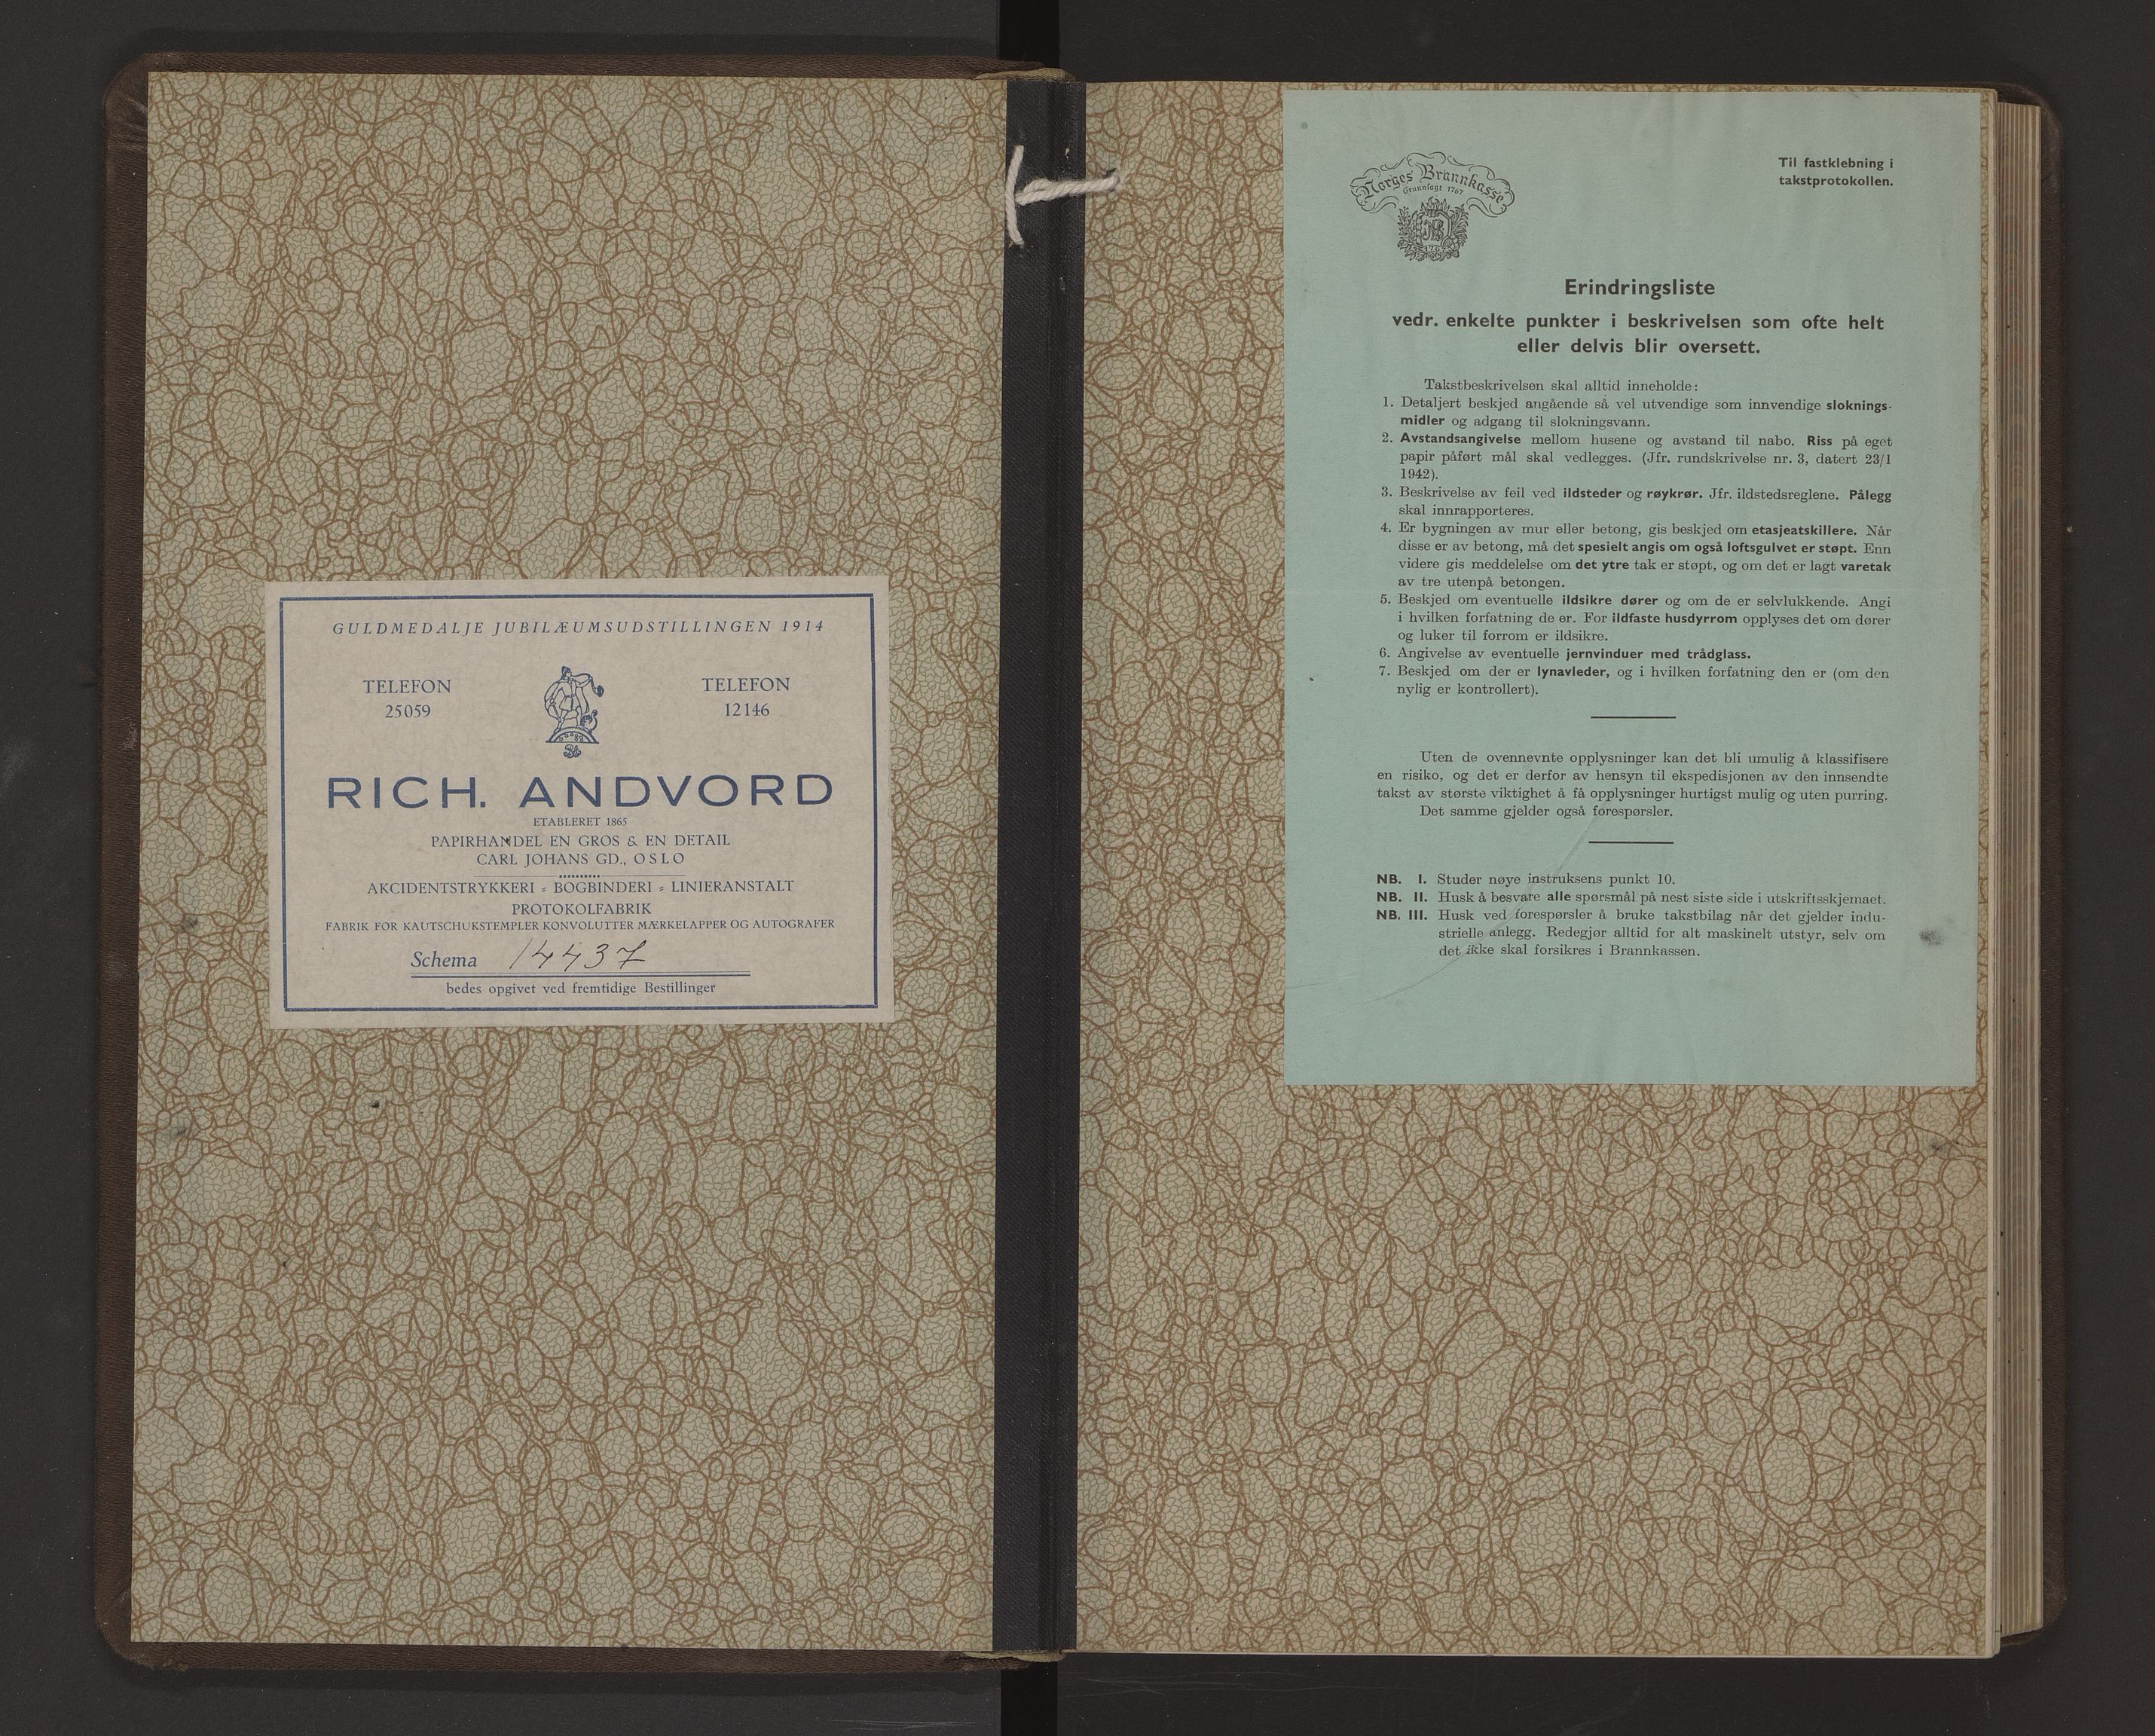 GULDMEDALJE JUBILÆUMSUDSTILLINGEN 1914
TELEFON
25059
TELEFON
12146
RICH. ANDVORD
ETABLERET 1865
PAPIRHANDEL EN GROS & EN DETAIL
CARL JOHANS GD., OSLO
AKCIDENTSTRYKKERI - BOGBINDERI - LINJERANSTALT
PROTOKOLFABRIK
FABRIK FOR KAUTSCHUKSTEMPLER KONVOLUTTER MÆRKELAPPER OG AUTOGRAFER
Schema 14437
bedes opgivet ved fremtidige Bestillinger
Norges Brannkasse
Grunnlagt 1767
Til fastklebning i
takstprotokollen.
Erindringsliste
vedr. enkelte punkter i beskrivelsen som ofte helt
eller delvis blir oversett.
Takstbeskrivelsen skal alltid inneholde:
1. Detaljert beskjed angående så vel utvendige som innvendige sloknings-
midler og adgang til slokningsvann.
2. Avstandsangivelse mellom husene og avstand til nabo. Riss på eget
papir påført mål skal vedlegges. (Jfr. rundskrivelse nr. 3, datert 23/1
1942).
3. Beskrivelse av feil ved ildsteder og røykrør. Jfr. ildstedsreglene. Pålegg
skal innrapporteres.
4. Er bygningen av mur eller betong, gis beskjed om etasjeatskillere. Når
disse er av betong, må det spesielt angis om også loftsgulvet er støpt. Enn
videre gis meddelelse om det ytre tak er støpt, og om det er lagt varetak
av tre utenpå betongen.
5. Beskjed om eventuelle ildsikre dører og om de er selvlukkende. Angi
i hvilken forfatning de er. For ildfaste husdyrrom opplyses det om dører
og luker til forrom er ildsikre.
6. Angivelse av eventuelle jernvinduer med trådglass.
7. Beskjed om der er lynavleder, og i hvilken forfatning den er (om den
nylig er kontrollert).
Uten de ovennevnte opplysninger kan det bli umulig å klassifisere
en risiko, og det er derfor av hensyn til ekspedisjonen av den innsendte
takst av største viktighet å få opplysninger hurtigst mulig og uten purring.
Det samme gjelder også forespørsler.
NB. I. Studer nøye instruksens punkt 10.
NB. II. Husk å besvare alle spørsmål på nest siste side i utskriftsskjemaet.
NB. III. Husk ved forespørsler å bruke takstbilag når det gjelder indu-
strielle anlegg. Redegjør alltid for alt maskinelt utstyr, selv om
det ikke skal forsikres i Brannkassen.